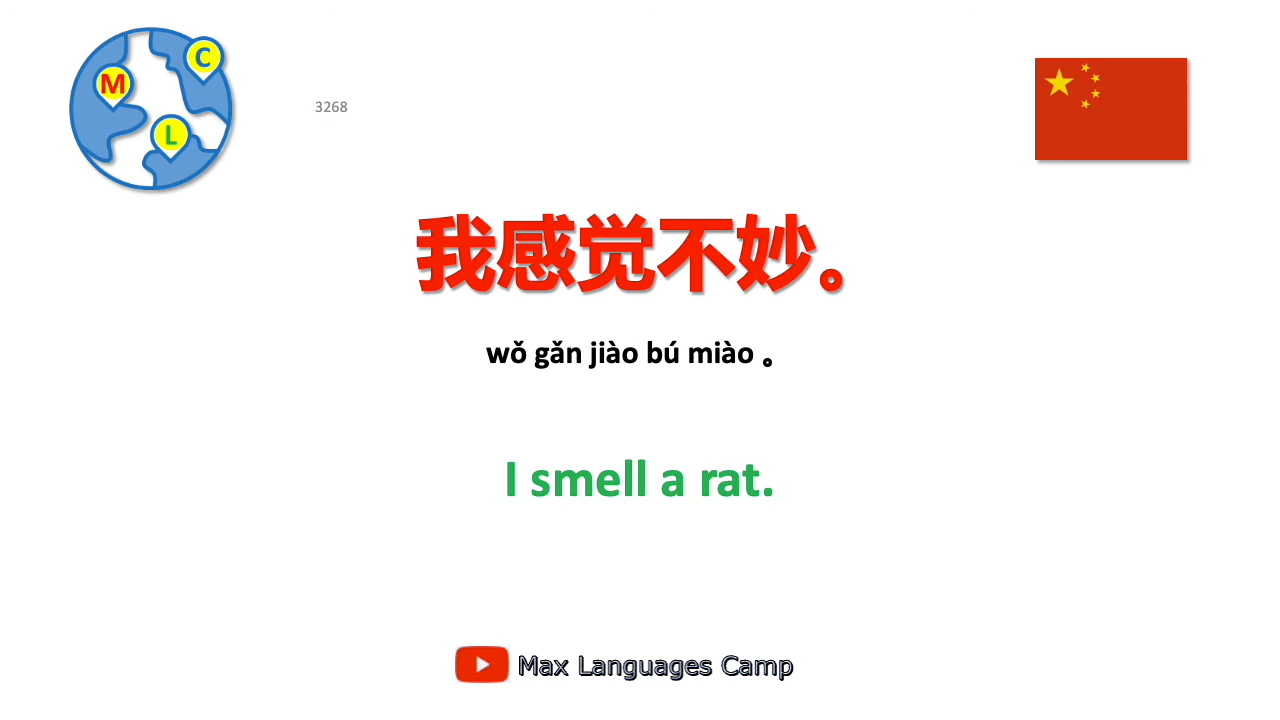 C
M
L
3268
我感觉不妙。
wǒ gǎn jiào bú miào 。
I smell a rat.
Max Languages Camp